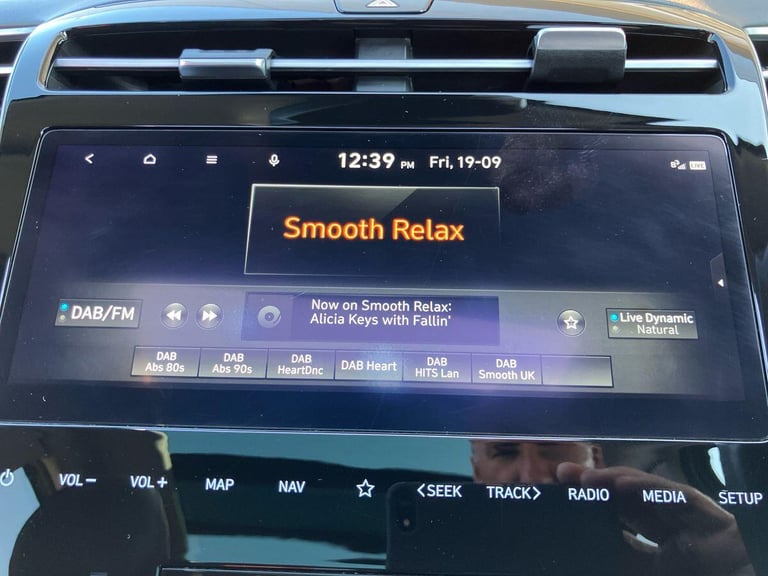 12:39 PM Fri, 19-09
LIVE
Smooth Relax
DAB/FM
Now on Smooth Relax:
Alicia Keys with Fallin'
Live Dynamic
Natural
DAB
Abs 80s
DAB
Abs 90s
DAB
HeartDnc
DAB Heart
DAB
HITS Lan
DAB
Smooth UK
VOL− VOL+ MAP NAV <SEEK TRACK> RADIO MEDIA SETUP